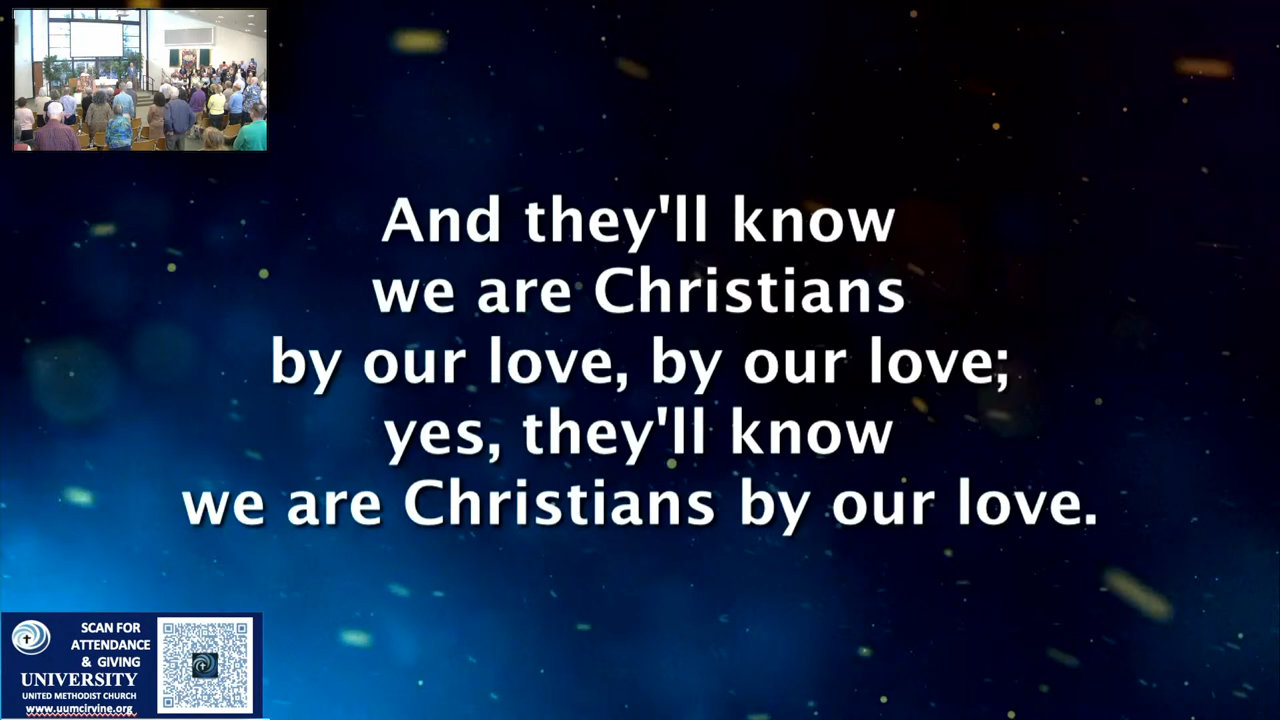 And they'll know
we are Christians
by our love, by our love;
yes, they'll know
we are Christians by our love.
SCAN FOR
ATTENDANCE
& GIVING
UNIVERSITY
UNITED METHODIST CHURCH
www.uumcirvine.org